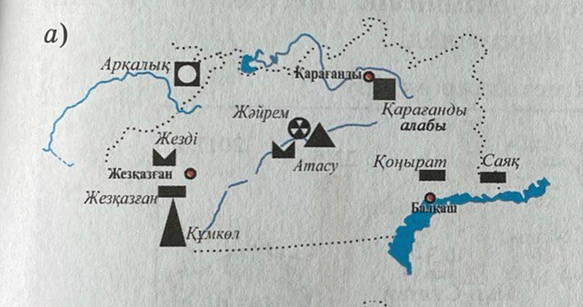 а)
Арқалық
Қарағанды
Қарағанды
алабы
Жәйрем
Жезді
Атасу
Қоңырат
Саяқ
Жезқазған
Жезқазған
Балқаш
Құмкөл